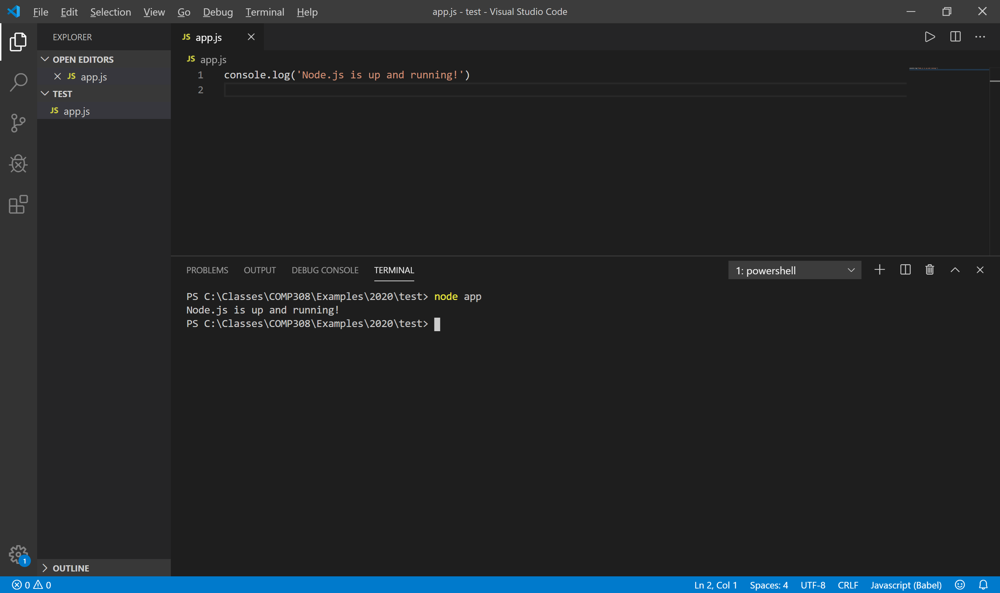 File Edit Selection View Go Debug Terminal Help app.js - test - Visual Studio Code
EXPLORER
OPEN EDITORS
JS app.js
TEST
JS app.js
OUTLINE
JS app.js
JS app.js
1 console.log('Node.js is up and running!')
2
PROBLEMS OUTPUT DEBUG CONSOLE TERMINAL 1: powershell
PS C:\Classes\COMP308\Examples\2020\test> node app
Node.js is up and running!
PS C:\Classes\COMP308\Examples\2020\test>
1
0 0 Ln 2, Col 1 Spaces: 4 UTF-8 CRLF Javascript (Babel)